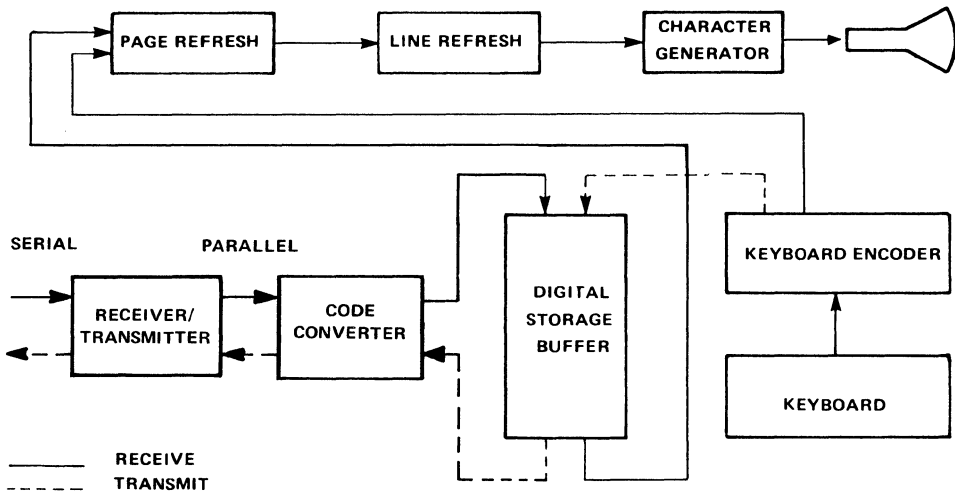 PAGE REFRESH
LINE REFRESH
CHARACTER
GENERATOR
SERIAL
PARALLEL
RECEIVER/
TRANSMITTER
CODE
CONVERTER
DIGITAL
STORAGE
BUFFER
KEYBOARD ENCODER
KEYBOARD
RECEIVE
TRANSMIT